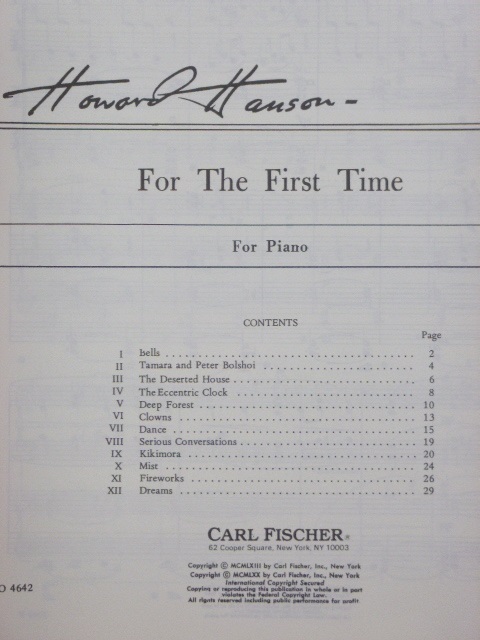 Howard Hanson-
For The First Time
For Piano
CONTENTS
Page
I Bells . . . . . . . . . . . . . . . . . . . . . . . . . . . . . . . . . . . 2
II Tamara and Peter Bolshoi . . . . . . . . . . . . . . . . . . . . . . . 4
III The Deserted House . . . . . . . . . . . . . . . . . . . . . . . . . . 6
IV The Eccentric Clock . . . . . . . . . . . . . . . . . . . . . . . . . . 8
V Deep Forest . . . . . . . . . . . . . . . . . . . . . . . . . . . . . . 10
VI Clowns . . . . . . . . . . . . . . . . . . . . . . . . . . . . . . . . . 13
VII Dance . . . . . . . . . . . . . . . . . . . . . . . . . . . . . . . . . 15
VIII Serious Conversations . . . . . . . . . . . . . . . . . . . . . . . . . 19
IX Kikimora . . . . . . . . . . . . . . . . . . . . . . . . . . . . . . . . 20
X Mist . . . . . . . . . . . . . . . . . . . . . . . . . . . . . . . . . . . 24
XI Fireworks . . . . . . . . . . . . . . . . . . . . . . . . . . . . . . . . 26
XII Dreams . . . . . . . . . . . . . . . . . . . . . . . . . . . . . . . . . 29
CARL FISCHER®
62 Cooper Square, New York, NY 10003
Copyright © MCMLXIII by Carl Fischer, Inc., New York
Copyright © MCMLXX by Carl Fischer, Inc., New York
International Copyright Secured
Copying or reproducing this publication in whole or in part
violates the Federal Copyright Law.
All rights reserved including public performance for profit
O 4642